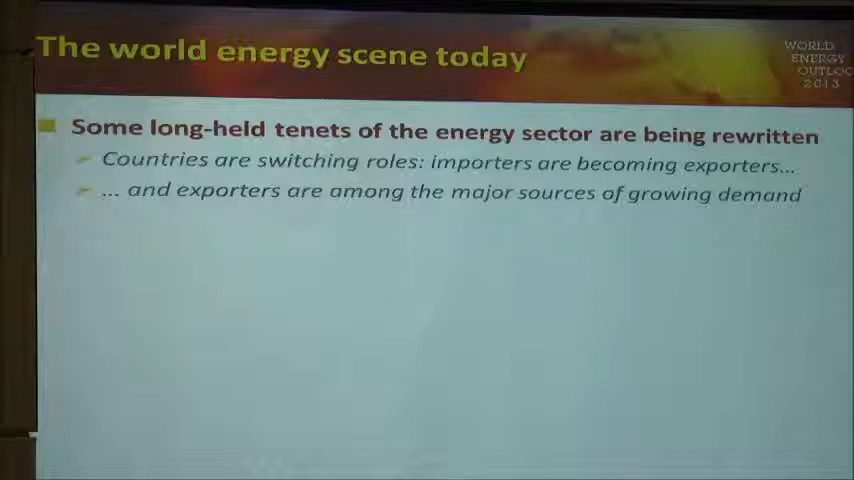 The world energy scene today
WORLD
ENERGY
OUTLOO
2013
Some long-held tenets of the energy sector are being rewritten
Countries are switching roles: importers are becoming exporters...
... and exporters are among the major sources of growing demand